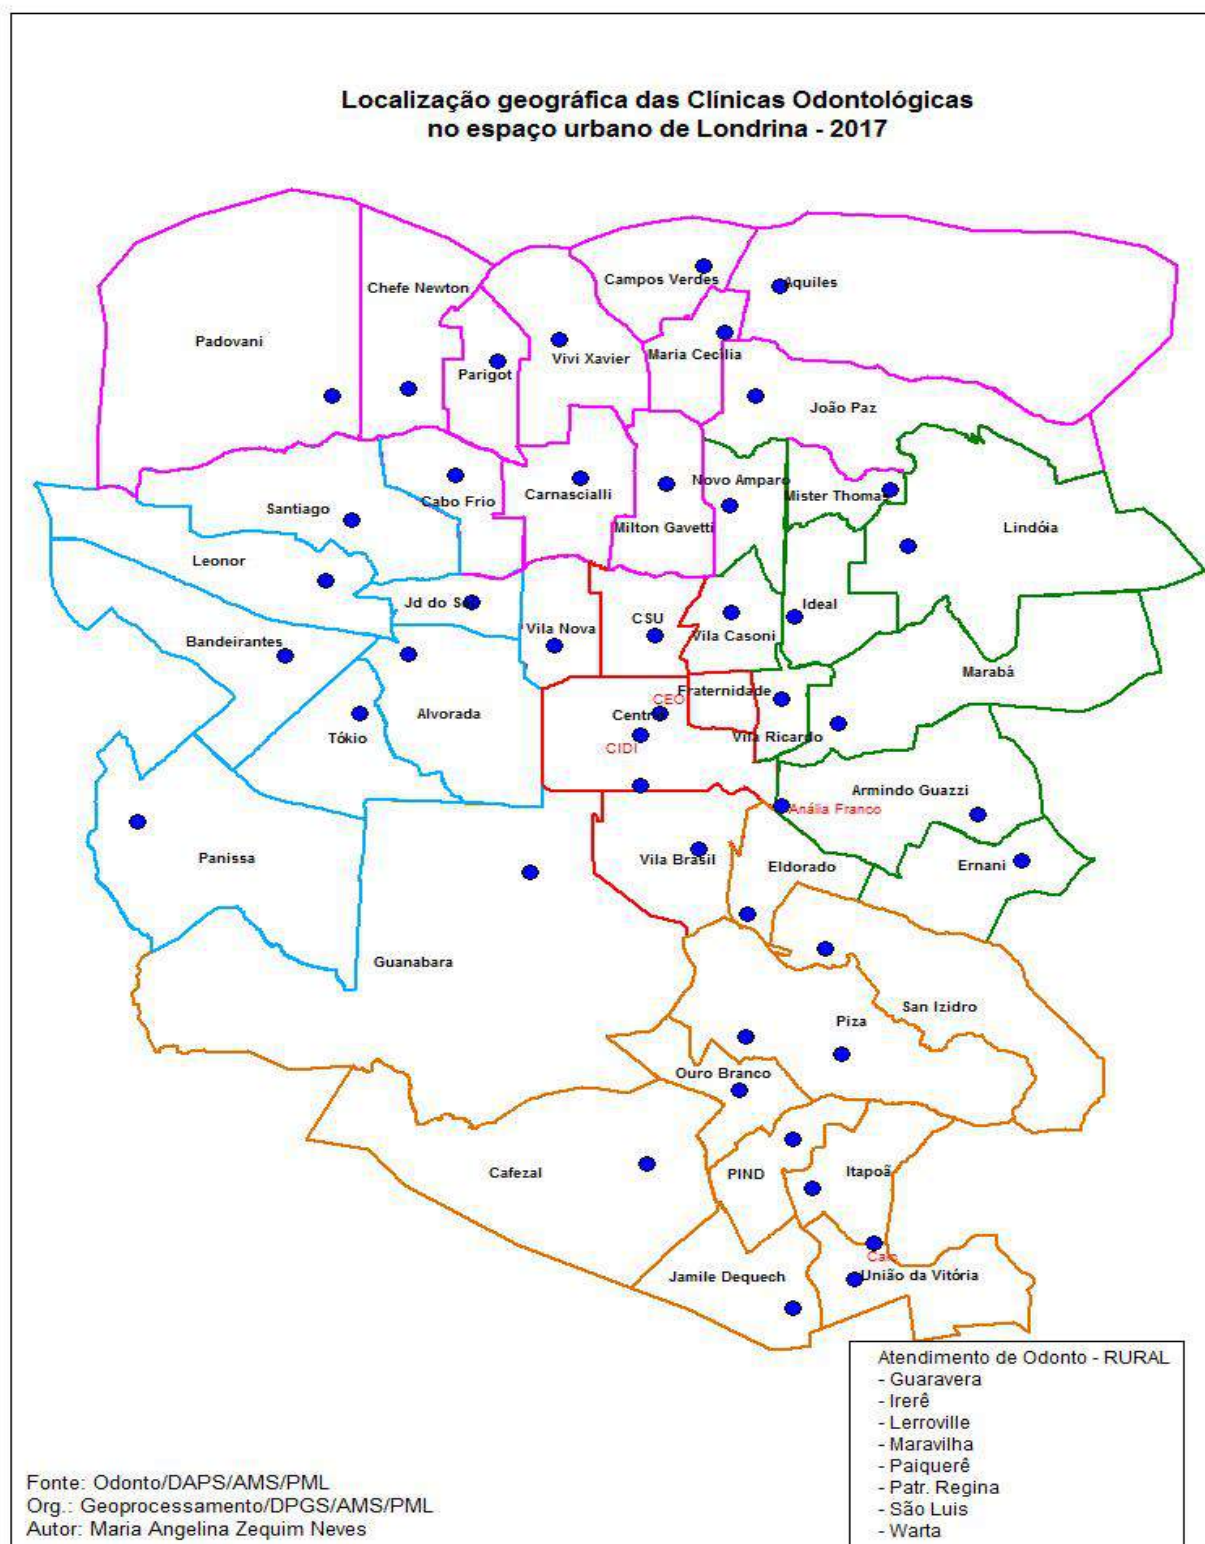 Localização geográfica das Clínicas Odontológicas
no espaço urbano de Londrina - 2017
Campos Verdes
Aquiles
Chefe Newton
Padovani
Vivi Xavier
Maria Cecília
Parigot
João Paz
Novo Amparo
Cabo Frio
Carnascialli
Mister Thomas
Santiago
Milton Gavetti
Lindóia
Leonor
Jd do Sol
Ideal
CSU
Vila Nova
Vila Casoni
Bandeirantes
Marabá
Fraternidade
CEO
Centro
Alvorada
Tókio
Vila Ricardo
CIDI
Armindo Guazzi
Anália Franco
Panissa
Vila Brasil
Eldorado
Ernani
Guanabara
San Izidro
Piza
Ouro Branco
Cafezal
PIND
Itapoã
Caic
Jamile Dequech
União da Vitória
Atendimento de Odonto - RURAL
- Guaravera
- Irerê
- Lerroville
- Maravilha
- Paiquerê
- Patr. Regina
- São Luis
- Warta
Fonte: Odonto/DAPS/AMS/PML
Org.: Geoprocessamento/DPGS/AMS/PML
Autor: Maria Angelina Zequim Neves